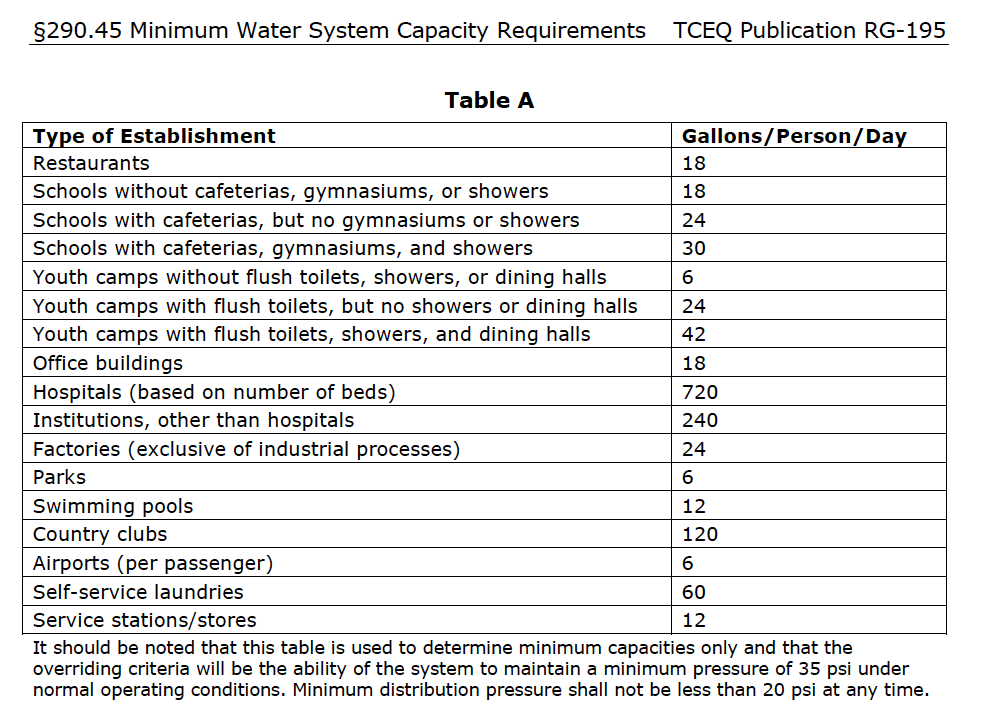 §290.45 Minimum Water System Capacity Requirements TCEQ Publication RG-195
Table A
Type of Establishment Gallons/Person/Day
Restaurants 18
Schools without cafeterias, gymnasiums, or showers 18
Schools with cafeterias, but no gymnasiums or showers 24
Schools with cafeterias, gymnasiums, and showers 30
Youth camps without flush toilets, showers, or dining halls 6
Youth camps with flush toilets, but no showers or dining halls 24
Youth camps with flush toilets, showers, and dining halls 42
Office buildings 18
Hospitals (based on number of beds) 720
Institutions, other than hospitals 240
Factories (exclusive of industrial processes) 24
Parks 6
Swimming pools 12
Country clubs 120
Airports (per passenger) 6
Self-service laundries 60
Service stations/stores 12
It should be noted that this table is used to determine minimum capacities only and that the
overriding criteria will be the ability of the system to maintain a minimum pressure of 35 psi under
normal operating conditions. Minimum distribution pressure shall not be less than 20 psi at any time.